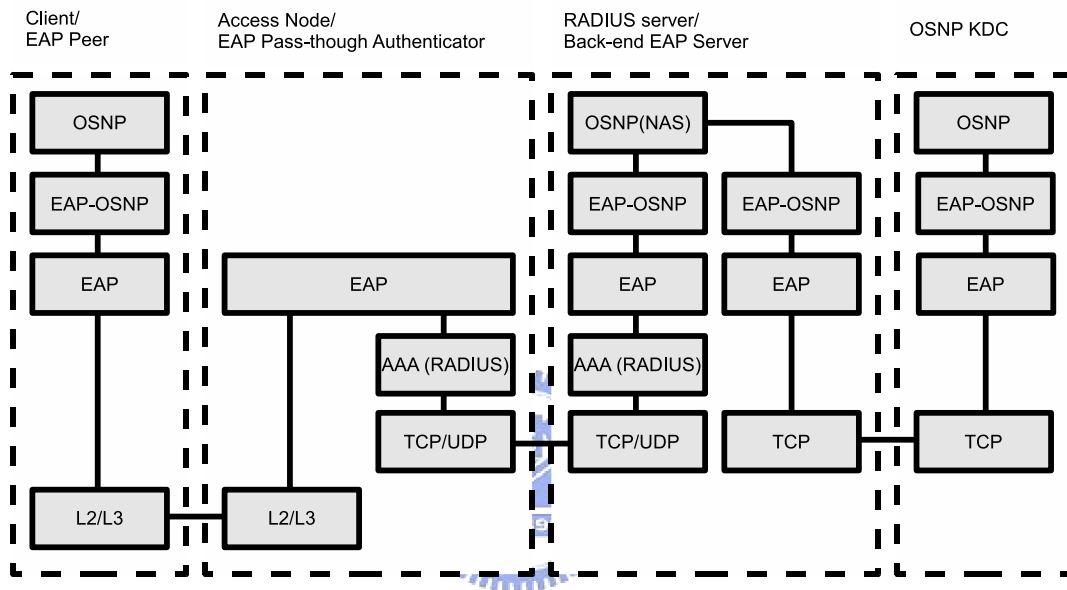 Client/
EAP Peer
Access Node/
EAP Pass-though Authenticator
RADIUS server/
Back-end EAP Server
OSNP KDC
OSNP
OSNP(NAS)
OSNP
EAP-OSNP
EAP-OSNP
EAP-OSNP
EAP-OSNP
EAP
EAP
EAP
EAP
EAP
AAA (RADIUS)
AAA (RADIUS)
TCP/UDP
TCP/UDP
TCP
TCP
L2/L3
L2/L3